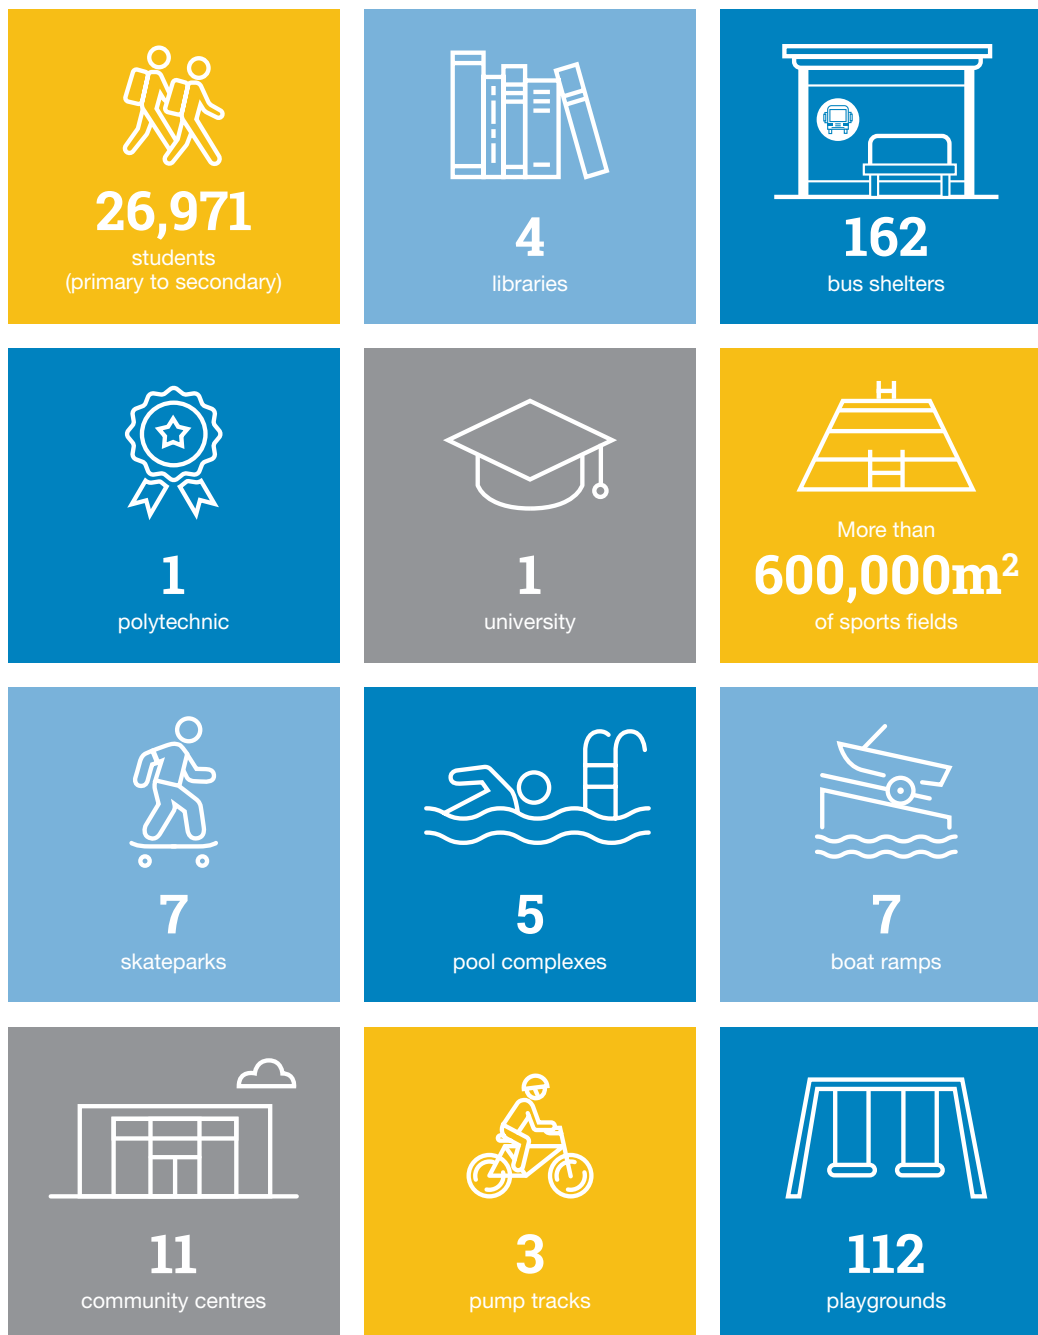 26,971
students
(primary to secondary)
4
libraries
162
bus shelters
1
polytechnic
1
university
More than
600,000m²
of sports fields
7
skateparks
5
pool complexes
7
boat ramps
11
community centres
3
pump tracks
112
playgrounds